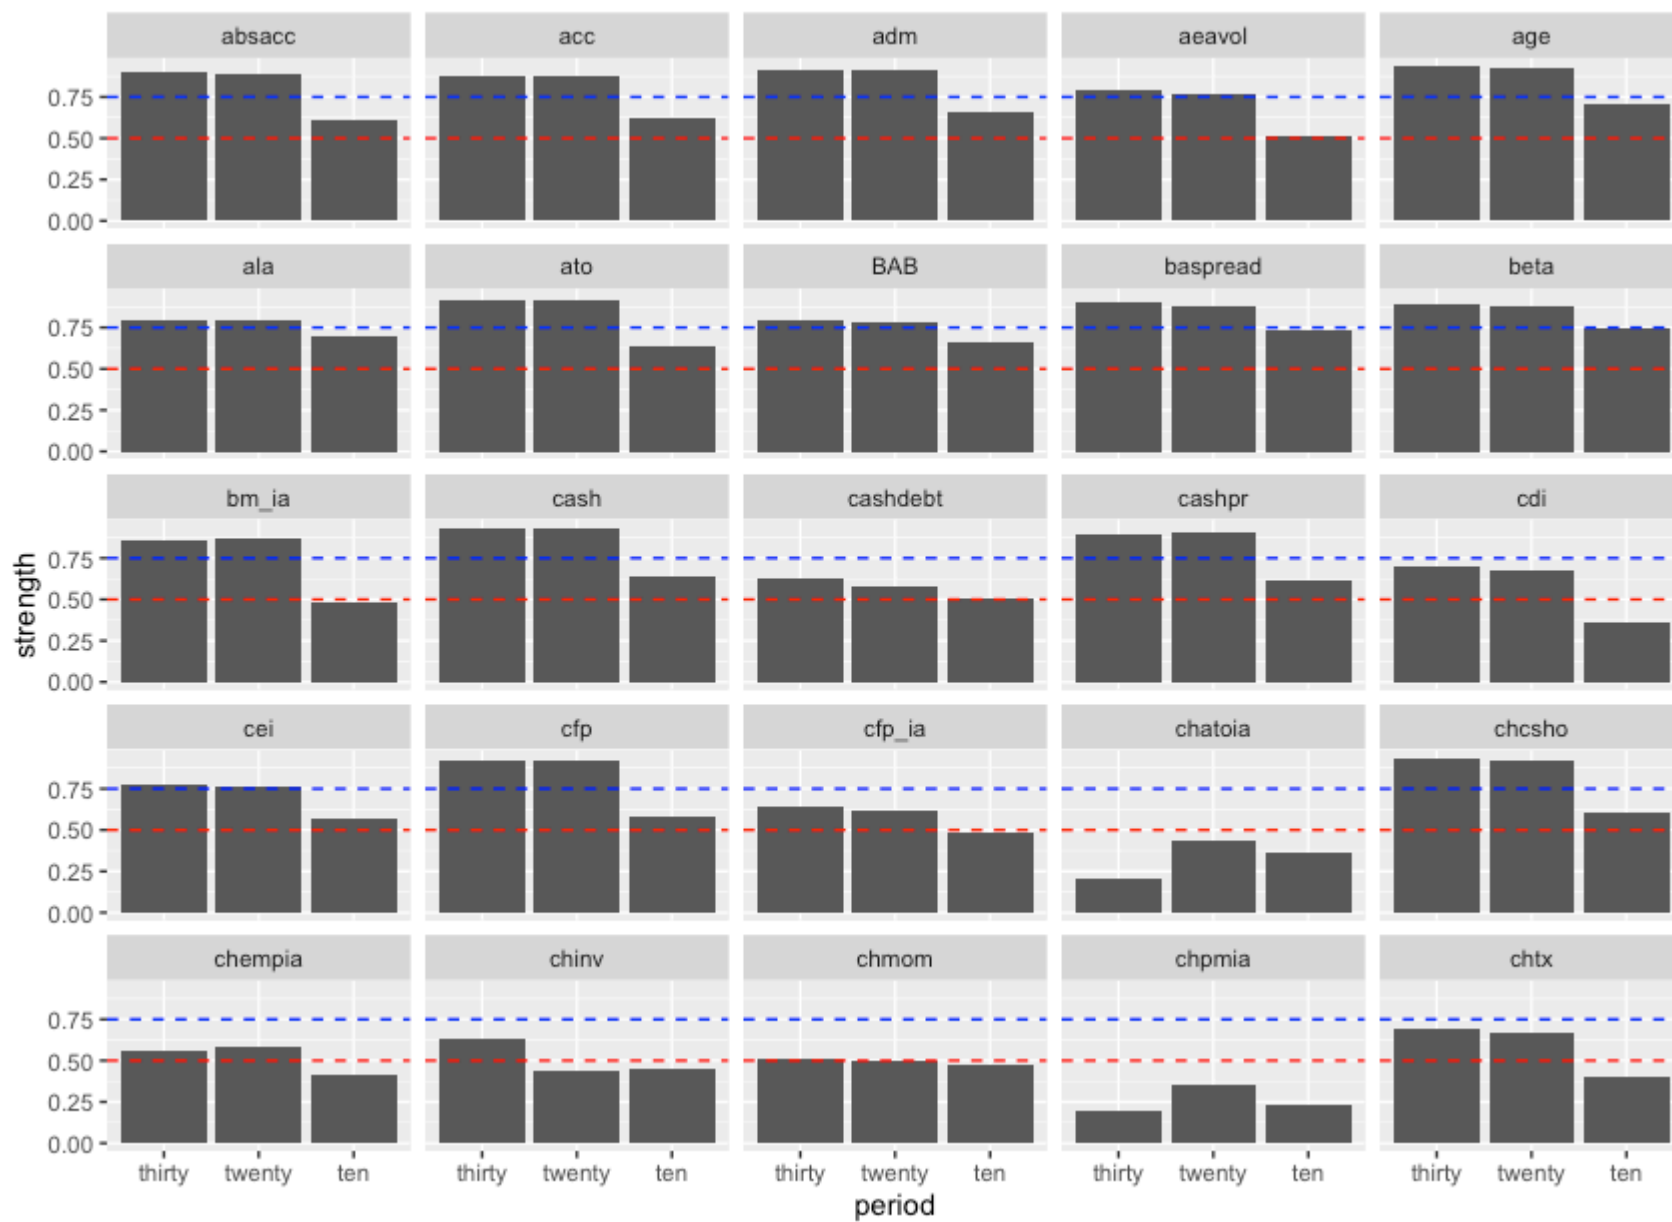 absacc acc adm aeavol age
0.75
0.50
0.25
0.00
ala ato BAB baspread beta
0.75
0.50
0.25
0.00
bm_ia cash cashdebt cashpr cdi
0.75
0.50
0.25
0.00
strength
cei cfp cfp_ia chatoia chcsho
0.75
0.50
0.25
0.00
chempia chinv chmom chpmia chtx
0.75
0.50
0.25
0.00
thirty twenty ten thirty twenty ten thirty twenty ten thirty twenty ten thirty twenty ten
period